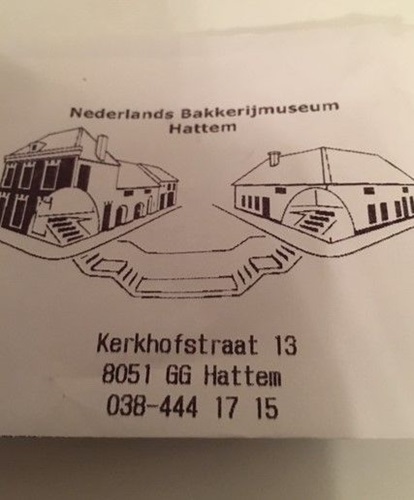 Nederlands Bakkerijmuseum
Hattem
Kerkhofstraat 13
8051 GG Hattem
038-444 17 15